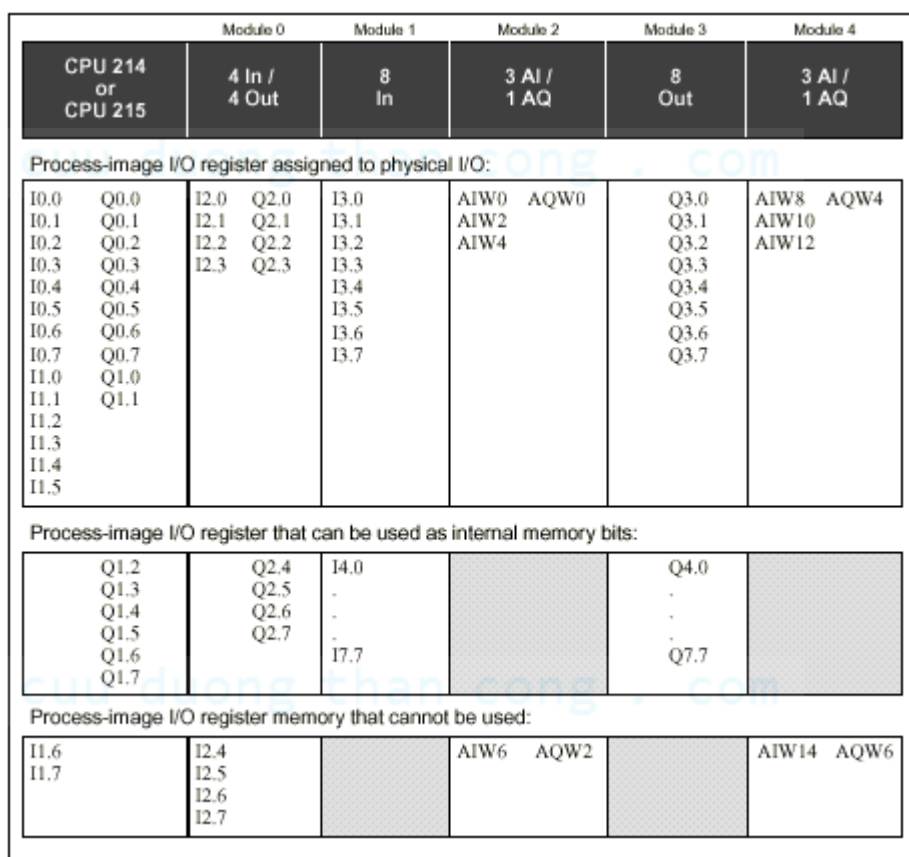 Module 0 Module 1 Module 2 Module 3 Module 4
CPU 214 4 In / 8 3 AI / 8 3 AI /
or 4 Out In 1 AQ Out 1 AQ
CPU 215
cuu duong than cong . com
Process-image I/O register assigned to physical I/O:
I0.0 Q0.0 I2.0 Q2.0 I3.0 AIW0 AQW0 Q3.0 AIW8 AQW4
I0.1 Q0.1 I2.1 Q2.1 I3.1 AIW2 Q3.1 AIW10
I0.2 Q0.2 I2.2 Q2.2 I3.2 AIW4 Q3.2 AIW12
I0.3 Q0.3 I2.3 Q2.3 I3.3 Q3.3
I0.4 Q0.4 I3.4 Q3.4
I0.5 Q0.5 I3.5 Q3.5
I0.6 Q0.6 I3.6 Q3.6
I0.7 Q0.7 I3.7 Q3.7
I1.0 Q1.0
I1.1 Q1.1
I1.2
I1.3
I1.4
I1.5
Process-image I/O register that can be used as internal memory bits:
Q1.2 Q2.4 I4.0 Q4.0
Q1.3 Q2.5 . .
Q1.4 Q2.6 . .
Q1.5 Q2.7 . .
Q1.6 I7.7 Q7.7
Q1.7
cuu duong than cong . com
Process-image I/O register memory that cannot be used:
I1.6 I2.4 AIW6 AQW2 AIW14 AQW6
I1.7 I2.5
I2.6
I2.7